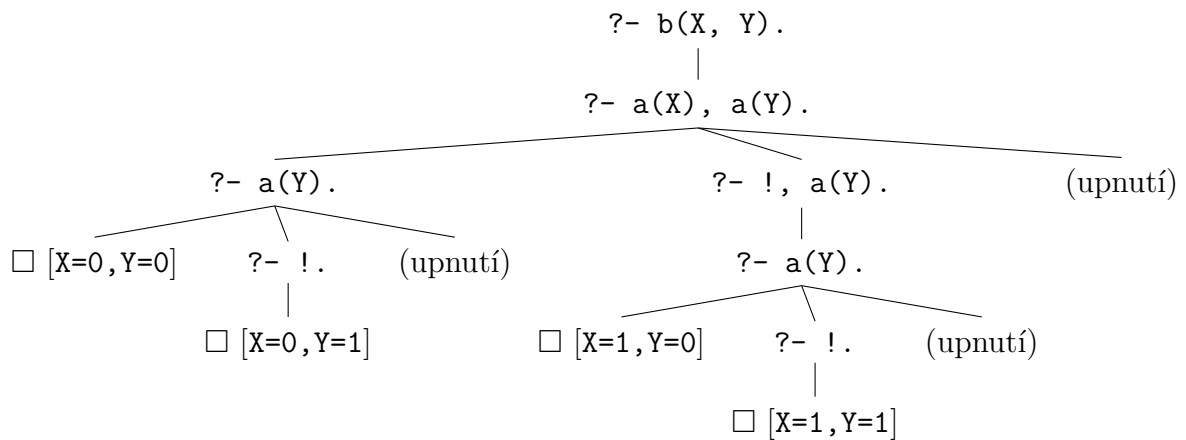 ?- b(X, Y).
?- a(X), a(Y).
?- a(Y). ?- !, a(Y). (upnutí)
□ [X=0,Y=0] ?- !. (upnutí) ?- a(Y).
□ [X=0,Y=1] □ [X=1,Y=0] ?- !. (upnutí)
□ [X=1,Y=1]